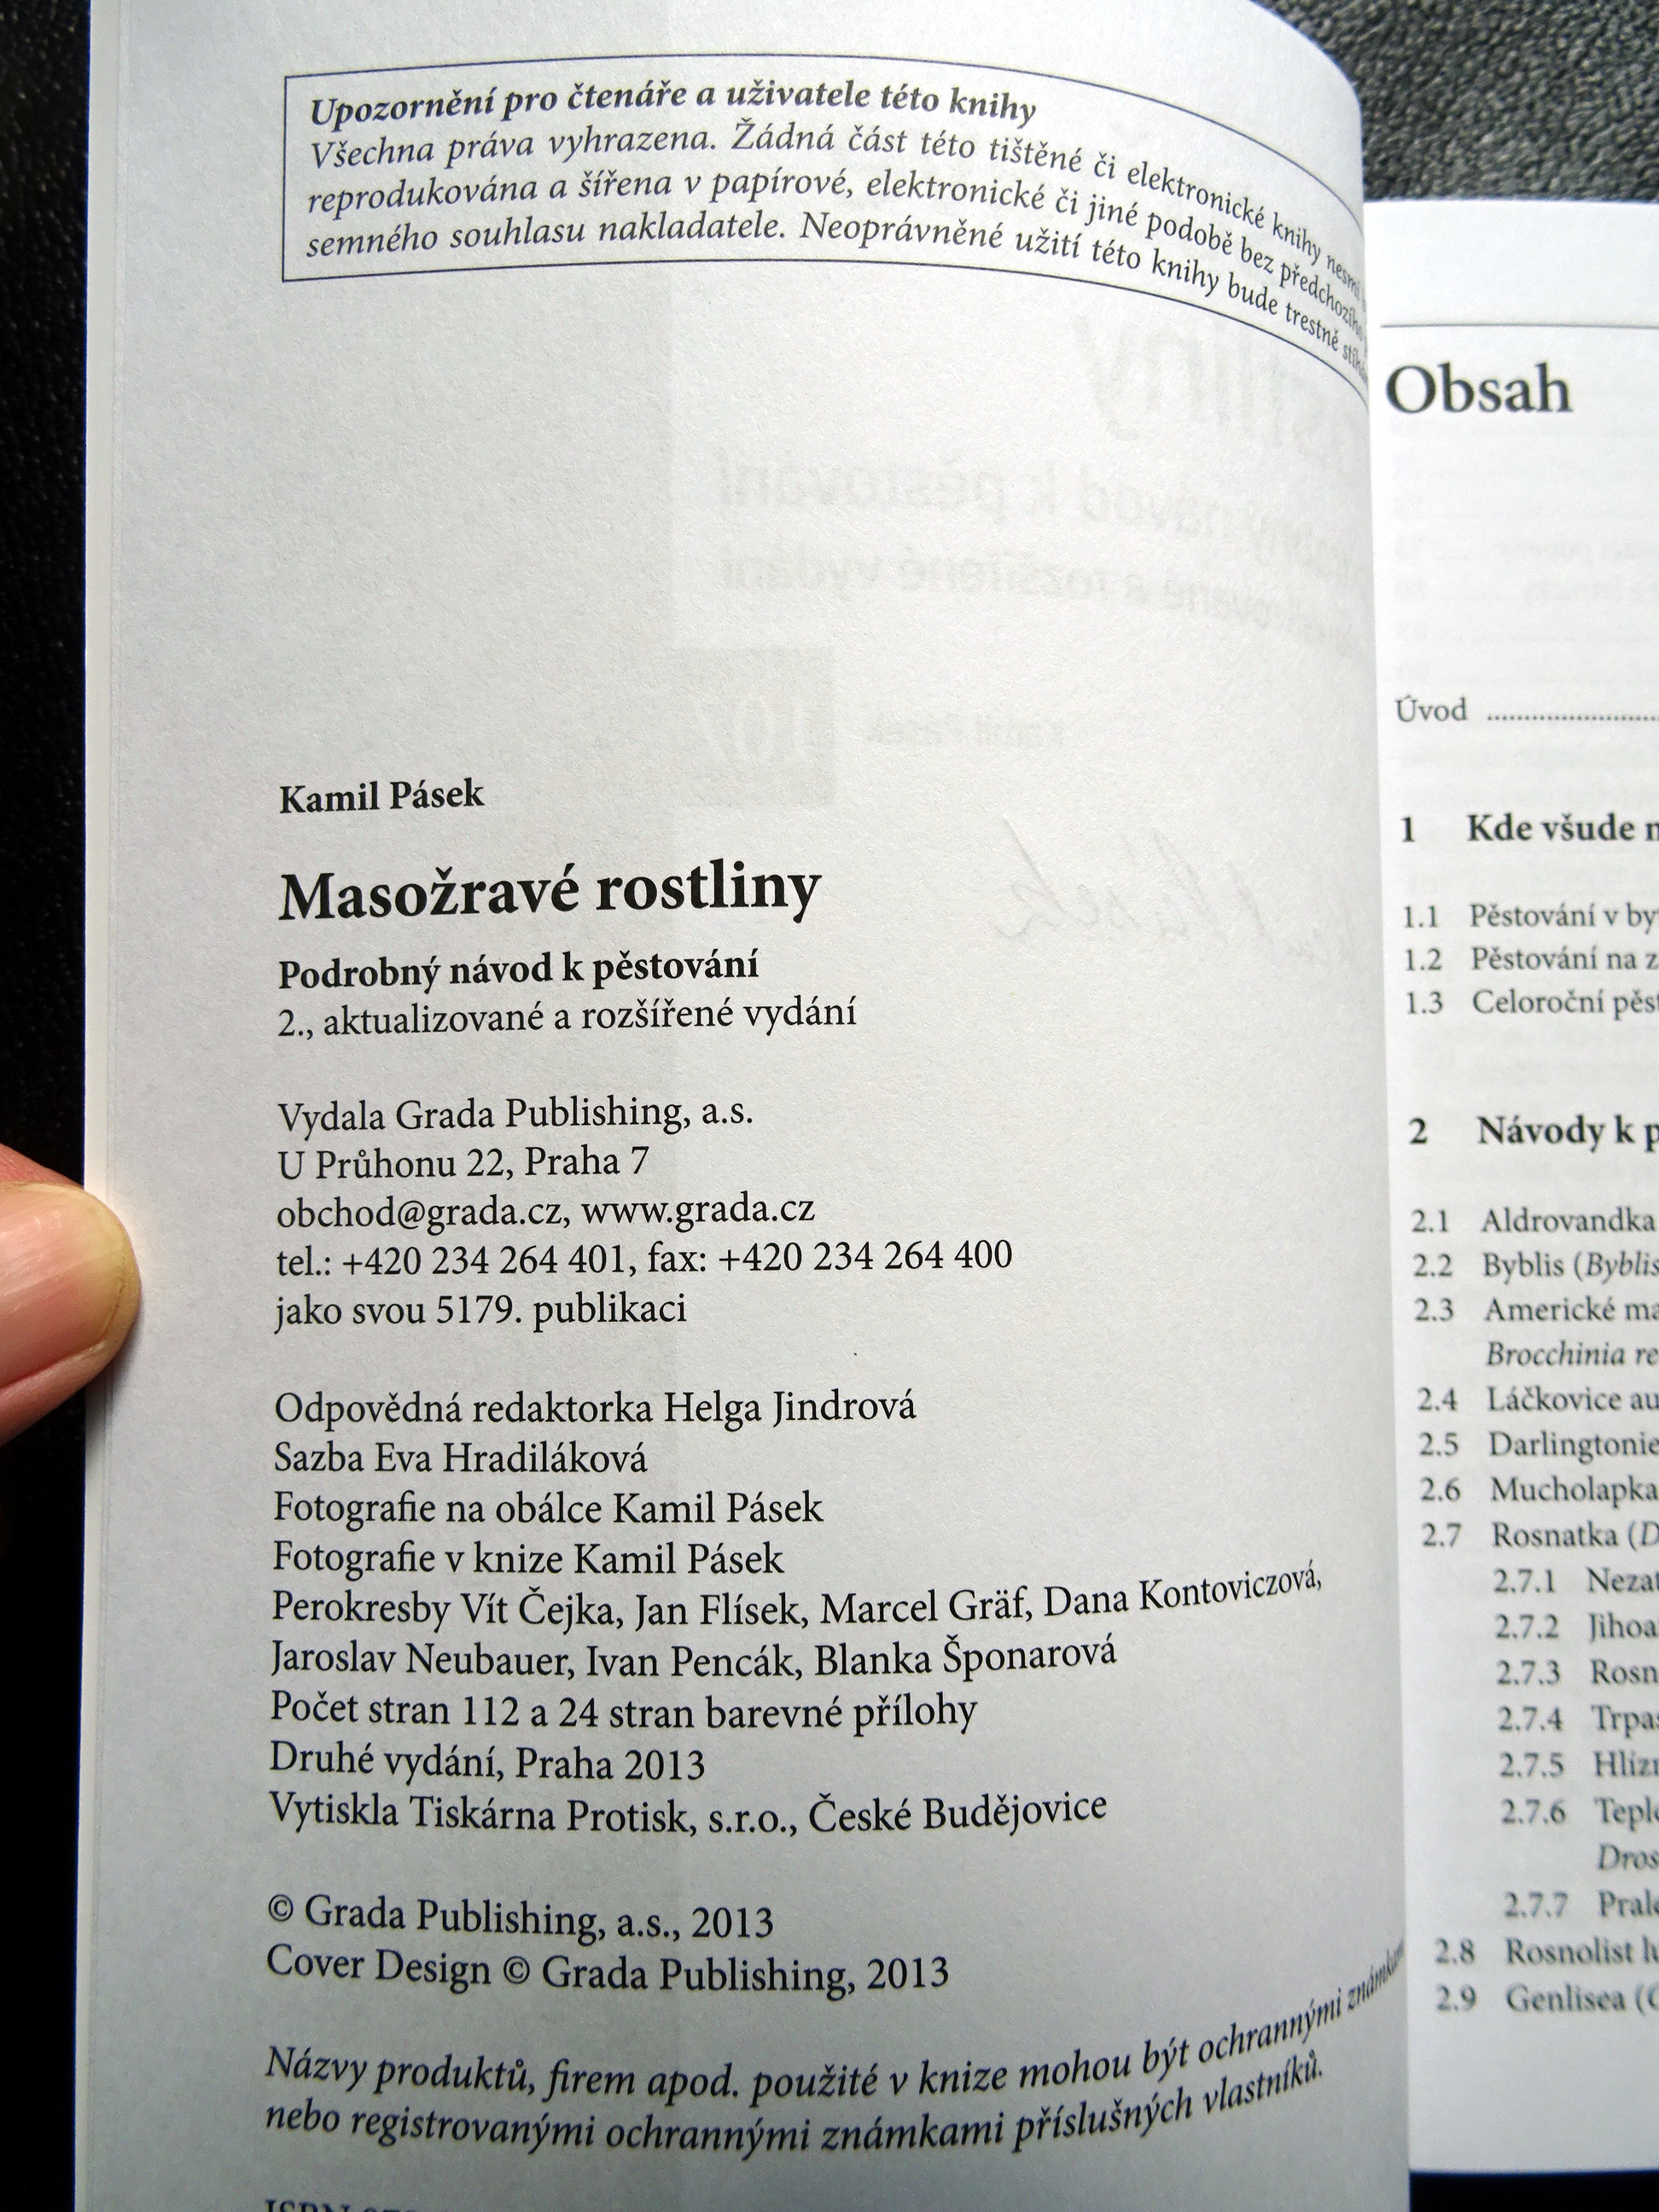 Upozornění pro čtenáře a uživatele této knihy
Všechna práva vyhrazena. Žádná část této tištěné či elektronické knihy
reprodukována a šířena v papírové, elektronické či jiné podobě bez předchozího
semného souhlasu nakladatele. Neoprávněné užití této knihy bude trestně
Kamil Pásek
Masožravé rostliny
Podrobný návod k pěstování
2., aktualizované a rozšířené vydání
Vydala Grada Publishing, a.s.
U Průhonu 22, Praha 7
obchod@grada.cz, www.grada.cz
tel.: +420 234 264 401, fax: +420 234 264 400
jako svou 5179. publikaci
Odpovědná redaktorka Helga Jindrová
Sazba Eva Hradiláková
Fotografie na obálce Kamil Pásek
Fotografie v knize Kamil Pásek
Perokresby Vít Čejka, Jan Flísek, Marcel Gräf, Dana Kontoviczová,
Jaroslav Neubauer, Ivan Pencák, Blanka Šponarová
Počet stran 112 a 24 stran barevné přílohy
Druhé vydání, Praha 2013
Vytiskla Tiskárna Protisk, s.r.o., České Budějovice
© Grada Publishing, a.s., 2013
Cover Design © Grada Publishing, 2013
Názvy produktů, firem apod. použité v knize mohou být ochrannými
nebo registrovanými ochrannými známkami příslušných vlastníků.
Obsah
Úvod
1 Kde všude
1.1 Pěstování v
1.2 Pěstování na
1.3 Celoroční
2 Návody k
2.1 Aldrovandka
2.2 Byblis (Byblis
2.3 Americké
Brocchinia
2.4 Láčkovice
2.5 Darlingtonie
2.6 Mucholapka
2.7 Rosnatka
2.7.1
2.7.2
2.7.3
2.7.4
2.7.5
2.7.6
2.7.7
2.8 Rosnolist
2.9 Genlisea